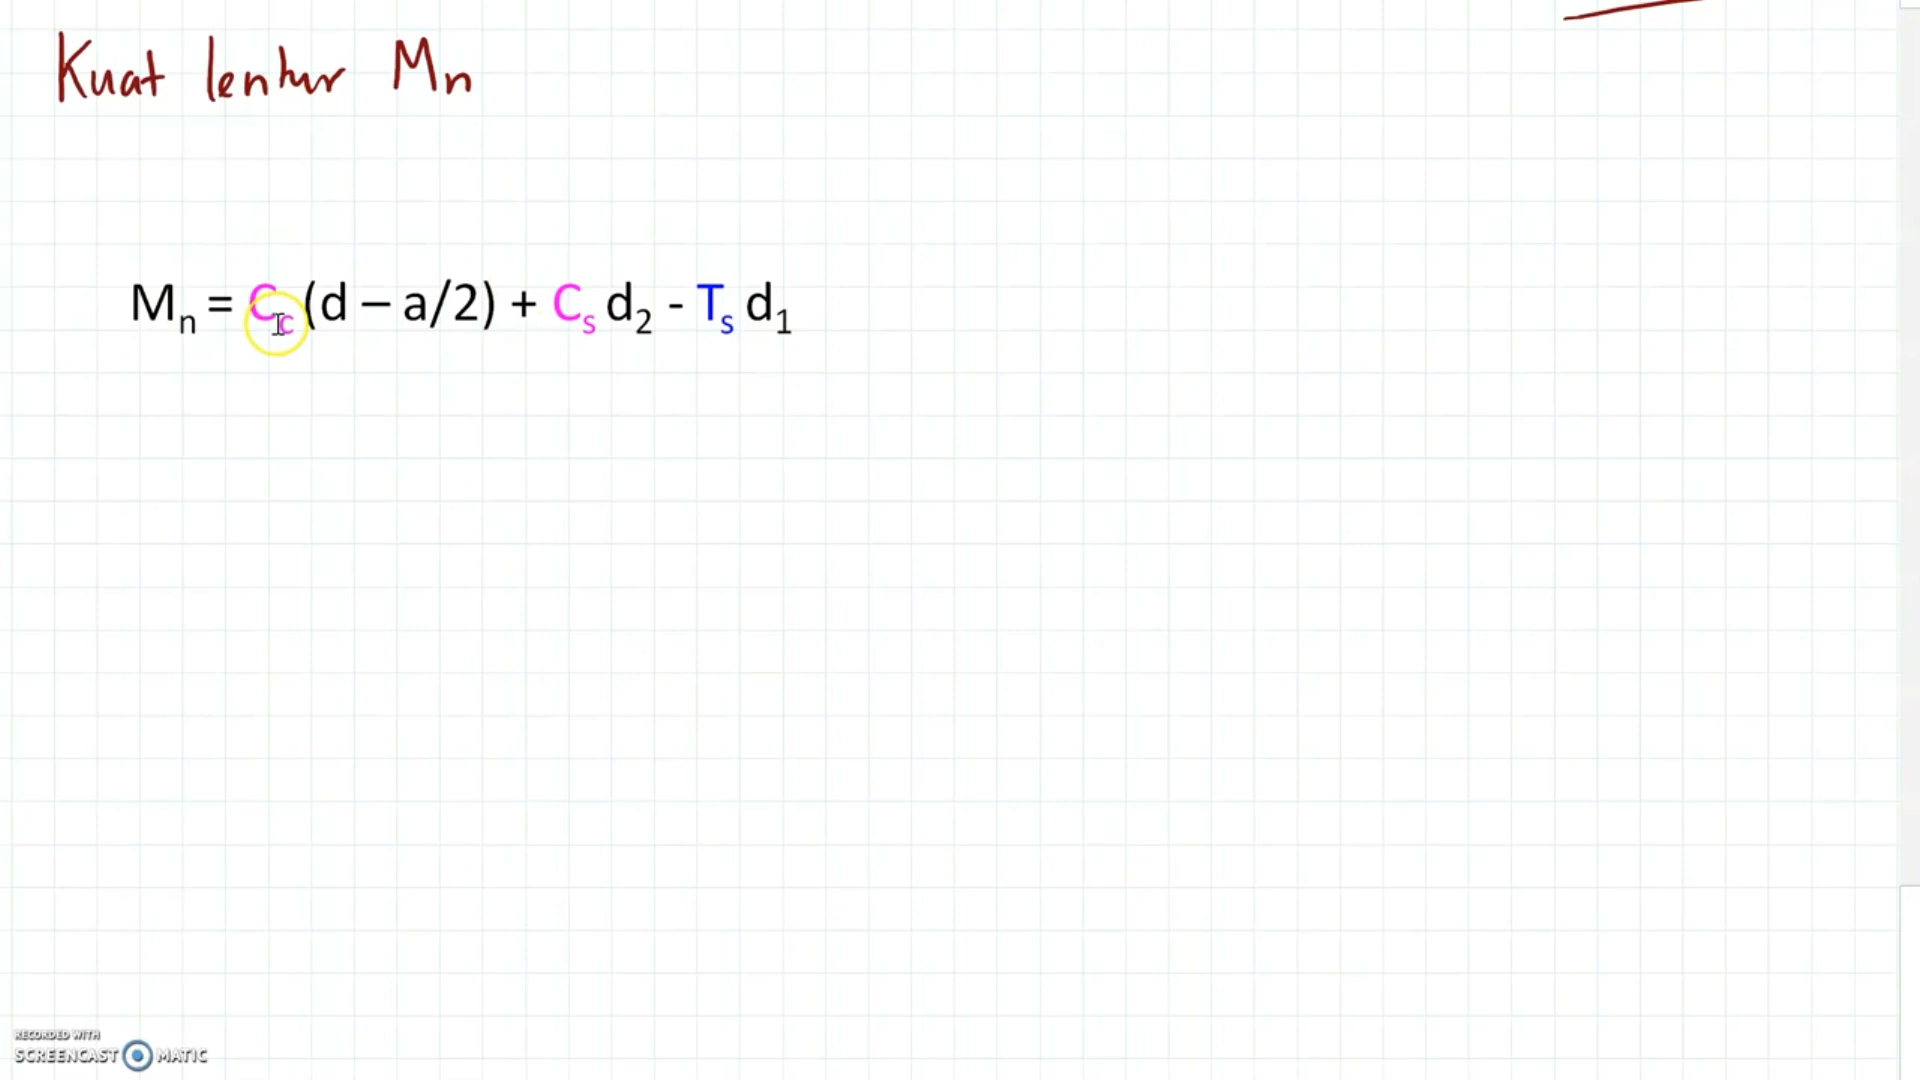 Kuat lentur Mn
Mn = Cc (d – a/2) + Cs d2 - Ts d1
RECORDED WITH
SCREENCAST MATIC